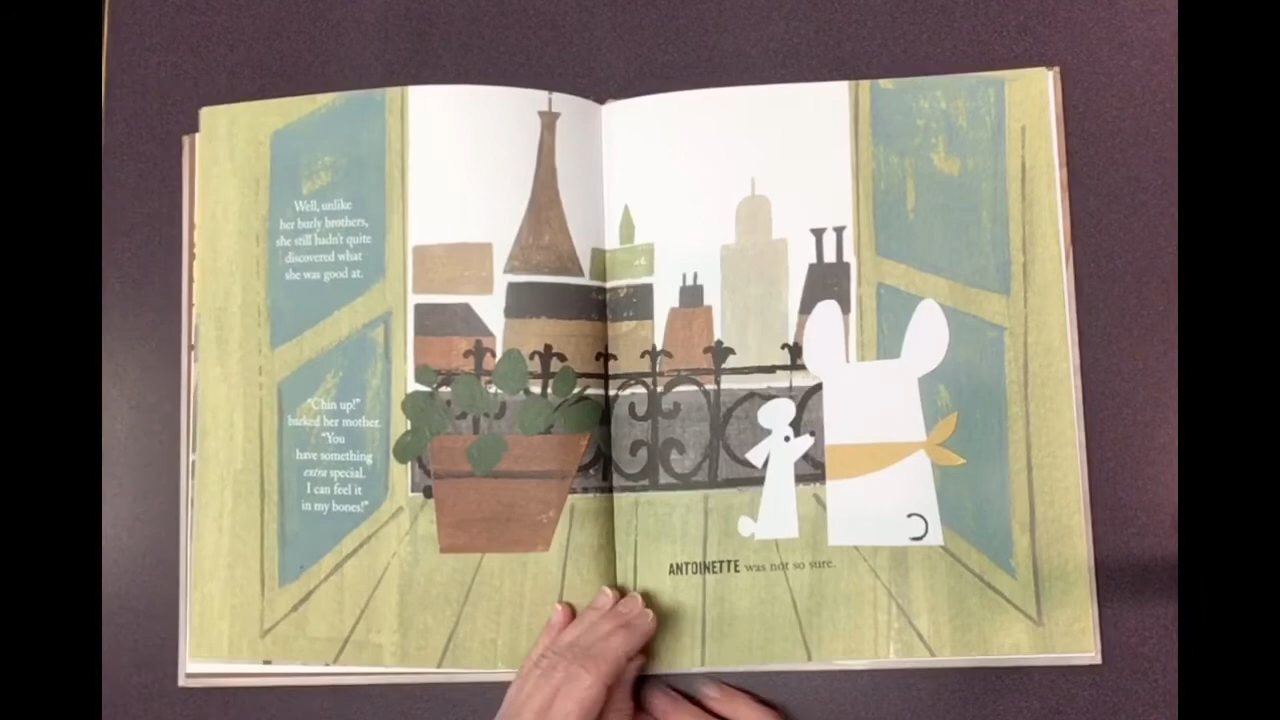 Well, unlike
her burly brothers,
she still hadn't quite
discovered what
she was good at.
"Chin up!"
barked her mother.
"You
have something
extra special.
I can feel it
in my bones!"
ANTOINETTE was not so sure.